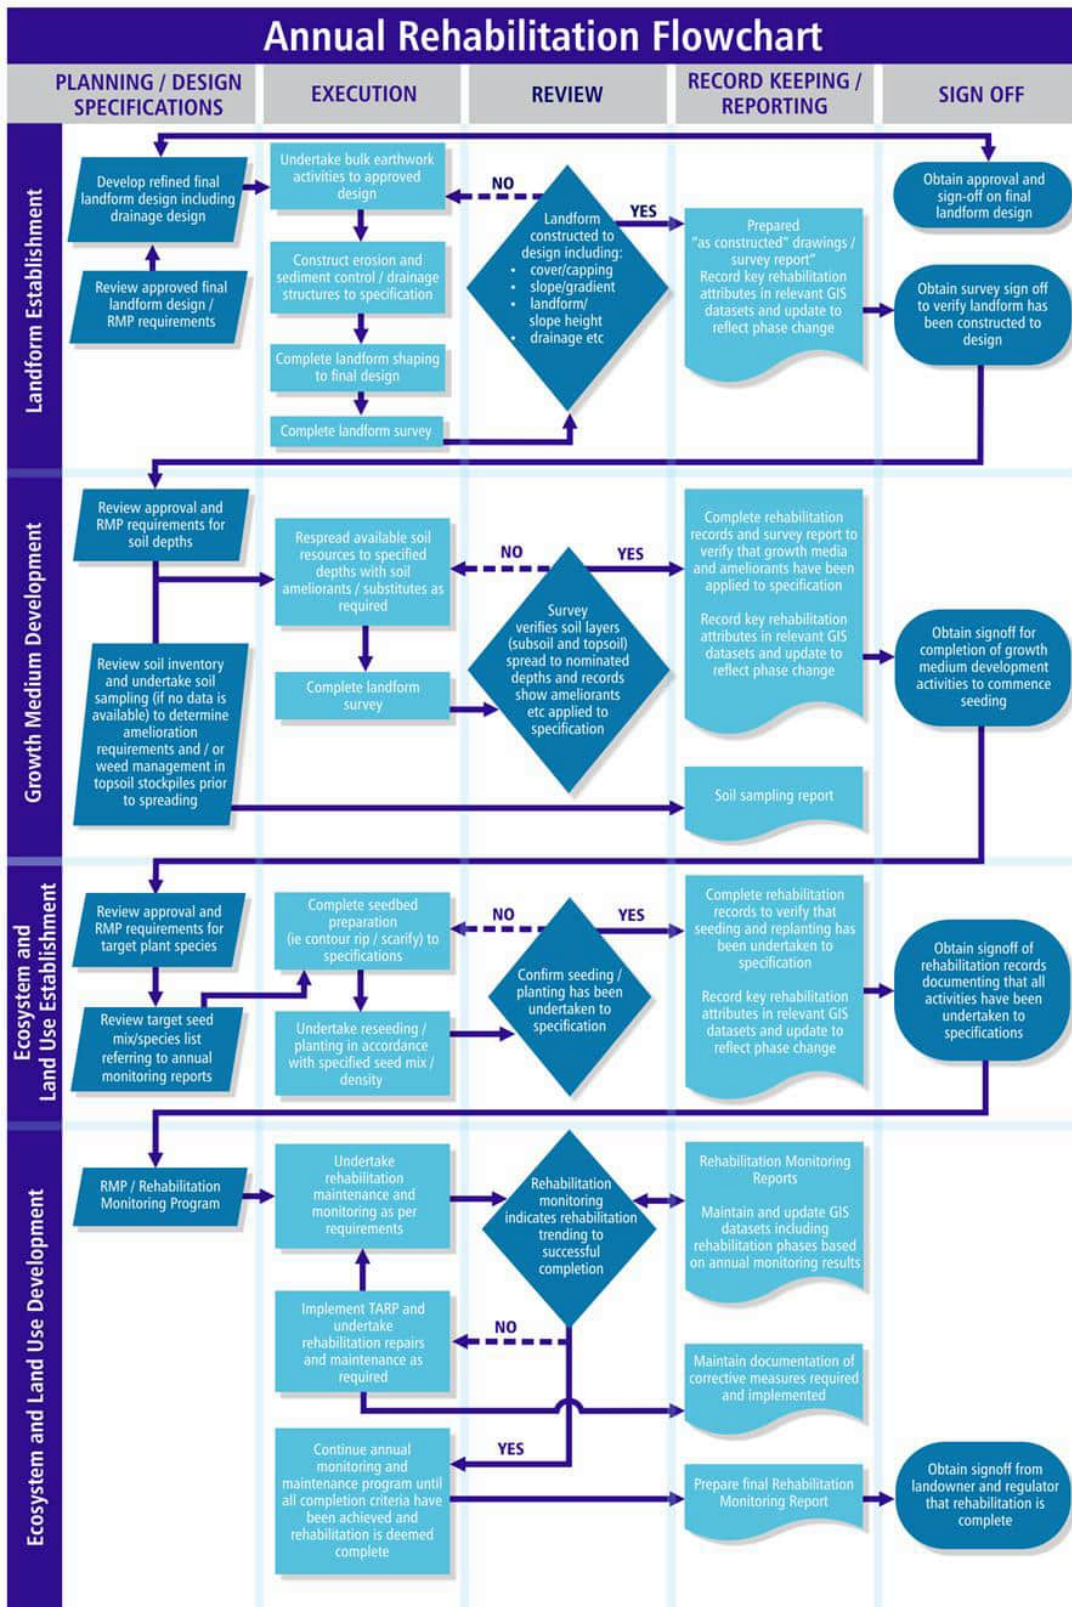 Annual Rehabilitation Flowchart
PLANNING / DESIGN
SPECIFICATIONS
EXECUTION
REVIEW
RECORD KEEPING /
REPORTING
SIGN OFF
Landform Establishment
Develop refined final
landform design including
drainage design
Review approved final
landform design /
RMP requirements
Undertake bulk earthwork
activities to approved
design
Construct erosion and
sediment control / drainage
structures to specification
Complete landform shaping
to final design
Complete landform survey
NO
Landform
constructed to
design including:
• cover/capping
• slope/gradient
• landform/
slope height
• drainage etc
YES
Prepared
"as constructed" drawings /
survey report"
Record key rehabilitation
attributes in relevant GIS
datasets and update to
reflect phase change
Obtain approval and
sign-off on final
landform design
Obtain survey sign off
to verify landform has
been constructed to
design
Growth Medium Development
Review approval and
RMP requirements for
soil depths
Review soil inventory
and undertake soil
sampling (if no data is
available) to determine
amelioration
requirements and / or
weed management in
topsoil stockpiles prior
to spreading
Respread available soil
resources to specified
depths with soil
ameliorants / substitutes as
required
Complete landform
survey
NO
Survey
verifies soil layers
(subsoil and topsoil)
spread to nominated
depths and records
show ameliorants
etc applied to
specification
YES
Complete rehabilitation
records and survey report to
verify that growth media
and ameliorants have been
applied to specification
Record key rehabilitation
attributes in relevant GIS
datasets and update to
reflect phase change
Soil sampling report
Obtain signoff for
completion of growth
medium development
activities to commence
seeding
Ecosystem and
Land Use Establishment
Review approval and
RMP requirements for
target plant species
Review target seed
mix/species list
referring to annual
monitoring reports
Complete seedbed
preparation
(ie contour rip / scarify) to
specifications
Undertake reseeding /
planting in accordance
with specified seed mix /
density
NO
Confirm seeding /
planting has been
undertaken to
specification
YES
Complete rehabilitation
records to verify that
seeding and replanting has
been undertaken to
specification
Record key rehabilitation
attributes in relevant GIS
datasets and update to
reflect phase change
Obtain signoff of
rehabilitation records
documenting that all
activities have been
undertaken to
specifications
Ecosystem and Land Use Development
RMP / Rehabilitation
Monitoring Program
Undertake
rehabilitation
maintenance and
monitoring as per
requirements
Implement TARP and
undertake
rehabilitation repairs
and maintenance as
required
Continue annual
monitoring and
maintenance program until
all completion criteria have
been achieved and
rehabilitation is deemed
complete
Rehabilitation
monitoring
indicates rehabilitation
trending to
successful
completion
NO
YES
Rehabilitation Monitoring
Reports
Maintain and update GIS
datasets including
rehabilitation phases based
on annual monitoring results
Maintain documentation of
corrective measures required
and implemented
Prepare final Rehabilitation
Monitoring Report
Obtain signoff from
landowner and regulator
that rehabilitation is
complete